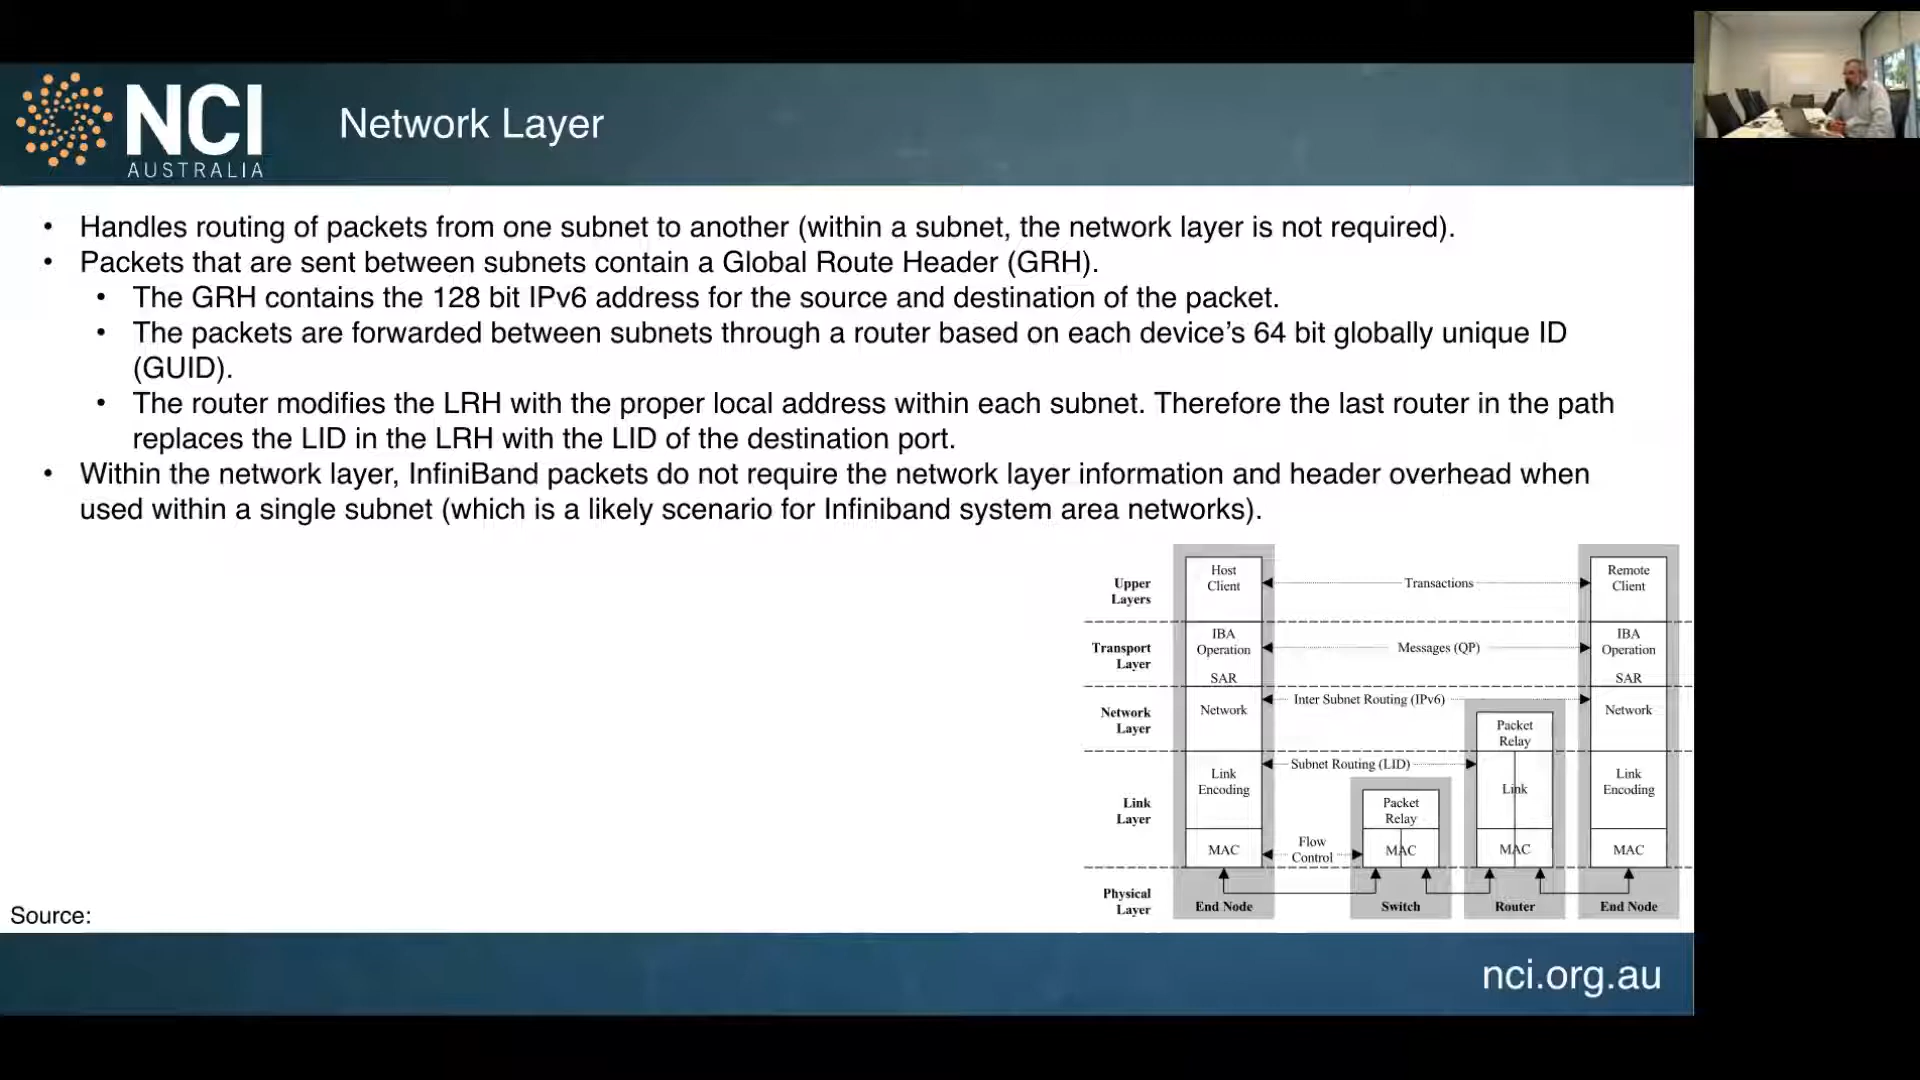 NCI
AUSTRALIA
Network Layer
• Handles routing of packets from one subnet to another (within a subnet, the network layer is not required).
• Packets that are sent between subnets contain a Global Route Header (GRH).
• The GRH contains the 128 bit IPv6 address for the source and destination of the packet.
• The packets are forwarded between subnets through a router based on each device’s 64 bit globally unique ID
(GUID).
• The router modifies the LRH with the proper local address within each subnet. Therefore the last router in the path
replaces the LID in the LRH with the LID of the destination port.
• Within the network layer, InfiniBand packets do not require the network layer information and header overhead when
used within a single subnet (which is a likely scenario for Infiniband system area networks).
Upper
Layers
Host
Client
Transactions
Remote
Client
Transport
Layer
IBA
Operation
SAR
Messages (QP)
IBA
Operation
SAR
Network
Layer
Network
Inter Subnet Routing (IPv6)
Packet
Relay
Network
Link
Layer
Link
Encoding
Subnet Routing (LID)
Packet
Relay
Link
Link
Encoding
MAC
Flow
Control
MAC
MAC
MAC
Physical
Layer
End Node
Switch
Router
End Node
Source:
nci.org.au